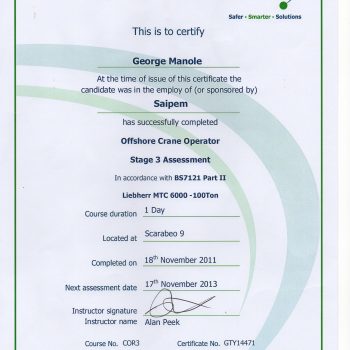 Safer - Smarter - Solutions
This is to certify
George Manole
At the time of issue of this certificate the
candidate was in the employ of (or sponsored by)
Saipem
has successfully completed
Offshore Crane Operator
Stage 3 Assessment
In accordance with BS7121 Part II
Liebherr MTC 6000 -100Ton
Course duration 1 Day
Located at Scarabeo 9
Completed on 18th November 2011
Next assessment date 17th November 2013
Instructor signature
Instructor name Alan Peek
Course No. COR3 Certificate No. GTY14471